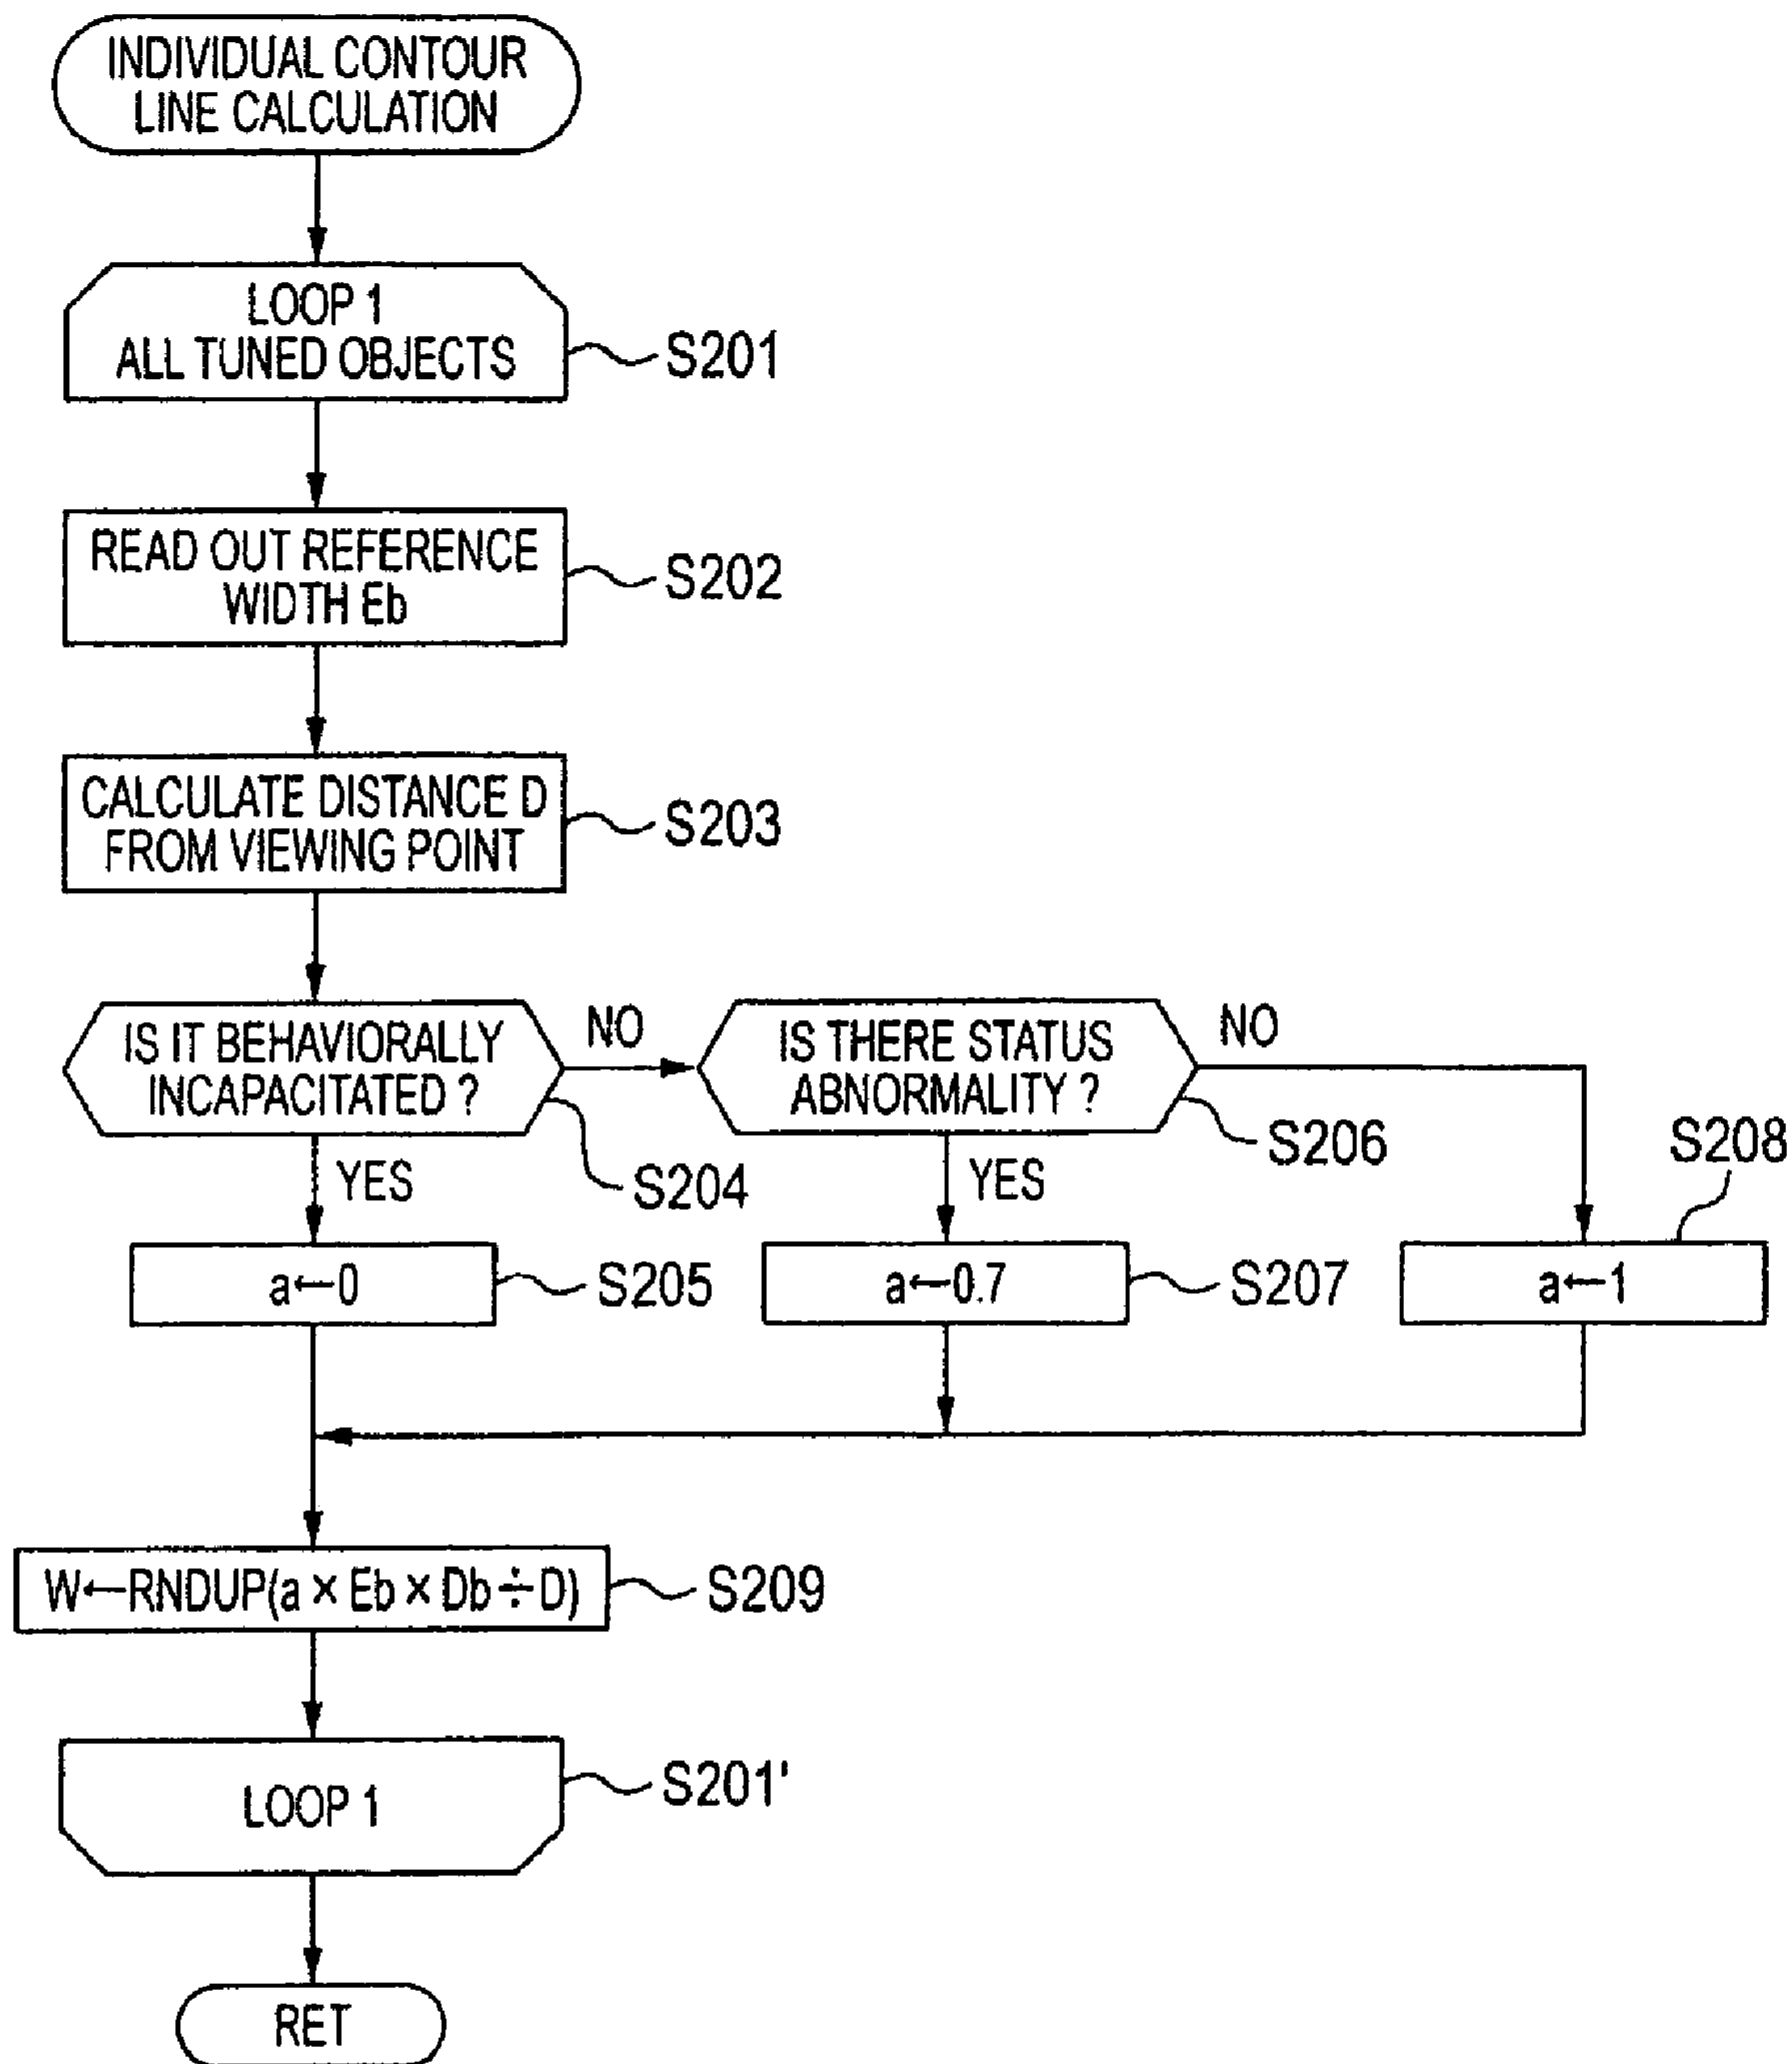 INDIVIDUAL CONTOUR
LINE CALCULATION
LOOP 1
ALL TUNED OBJECTS
S201
READ OUT REFERENCE
WIDTH Eb
S202
CALCULATE DISTANCE D
FROM VIEWING POINT
S203
IS IT BEHAVIORALLY
INCAPACITATED ?
NO
S204
YES
IS THERE STATUS
ABNORMALITY ?
NO
S206
YES
S208
a←0
S205
a←0.7
S207
a←1
W←RNDUP(a × Eb × Db ÷ D)
S209
LOOP 1
S201'
RET